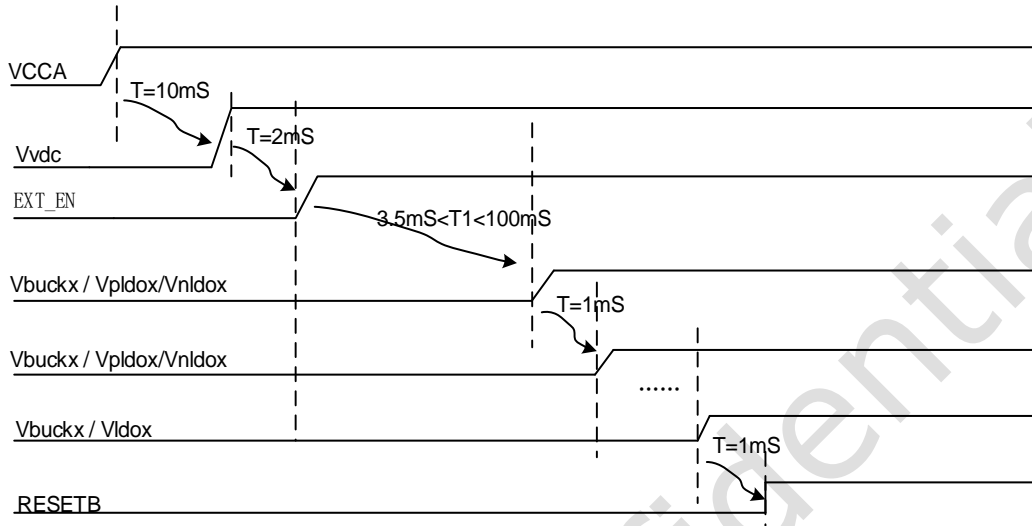 VCCA
T=10mS
T=2mS
Vvdc
EXT_EN
3.5mS<T1<100mS
Vbuckx / Vpldox/Vnldox
T=1mS
Vbuckx / Vpldox/Vnldox
......
Vbuckx / Vldox
T=1mS
RESETB